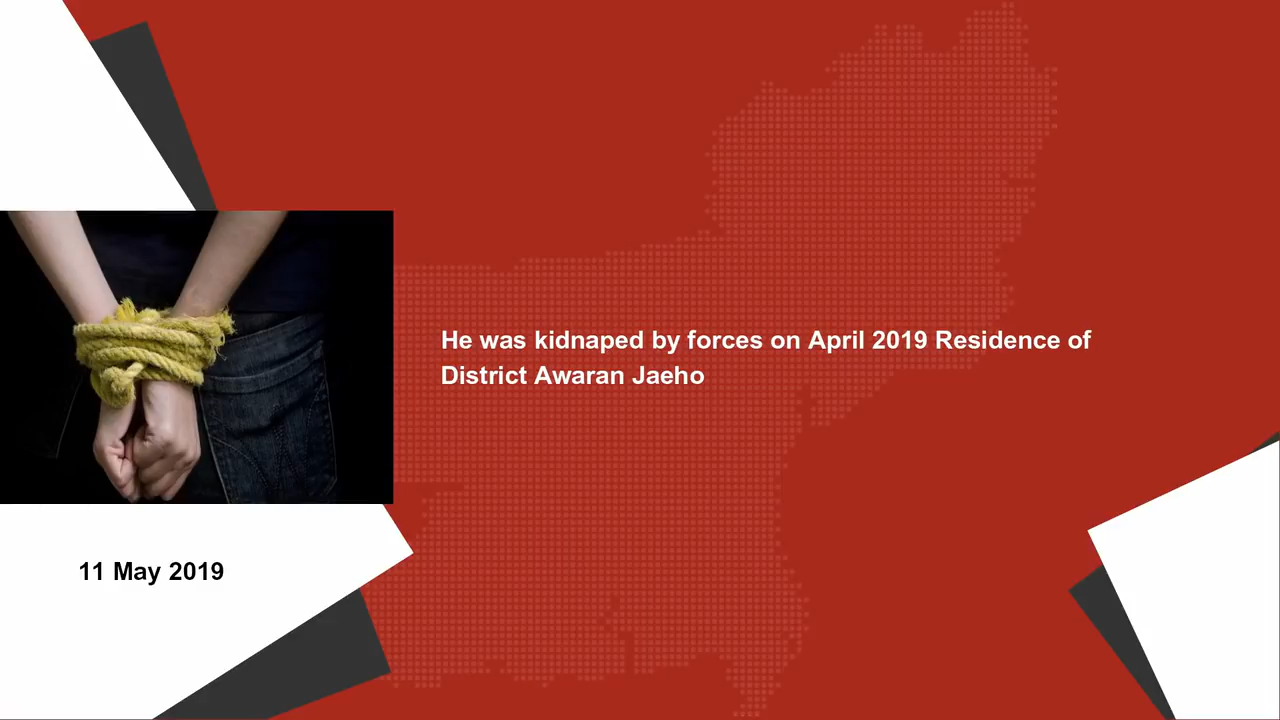 He was kidnaped by forces on April 2019 Residence of
District Awaran Jaeho
11 May 2019